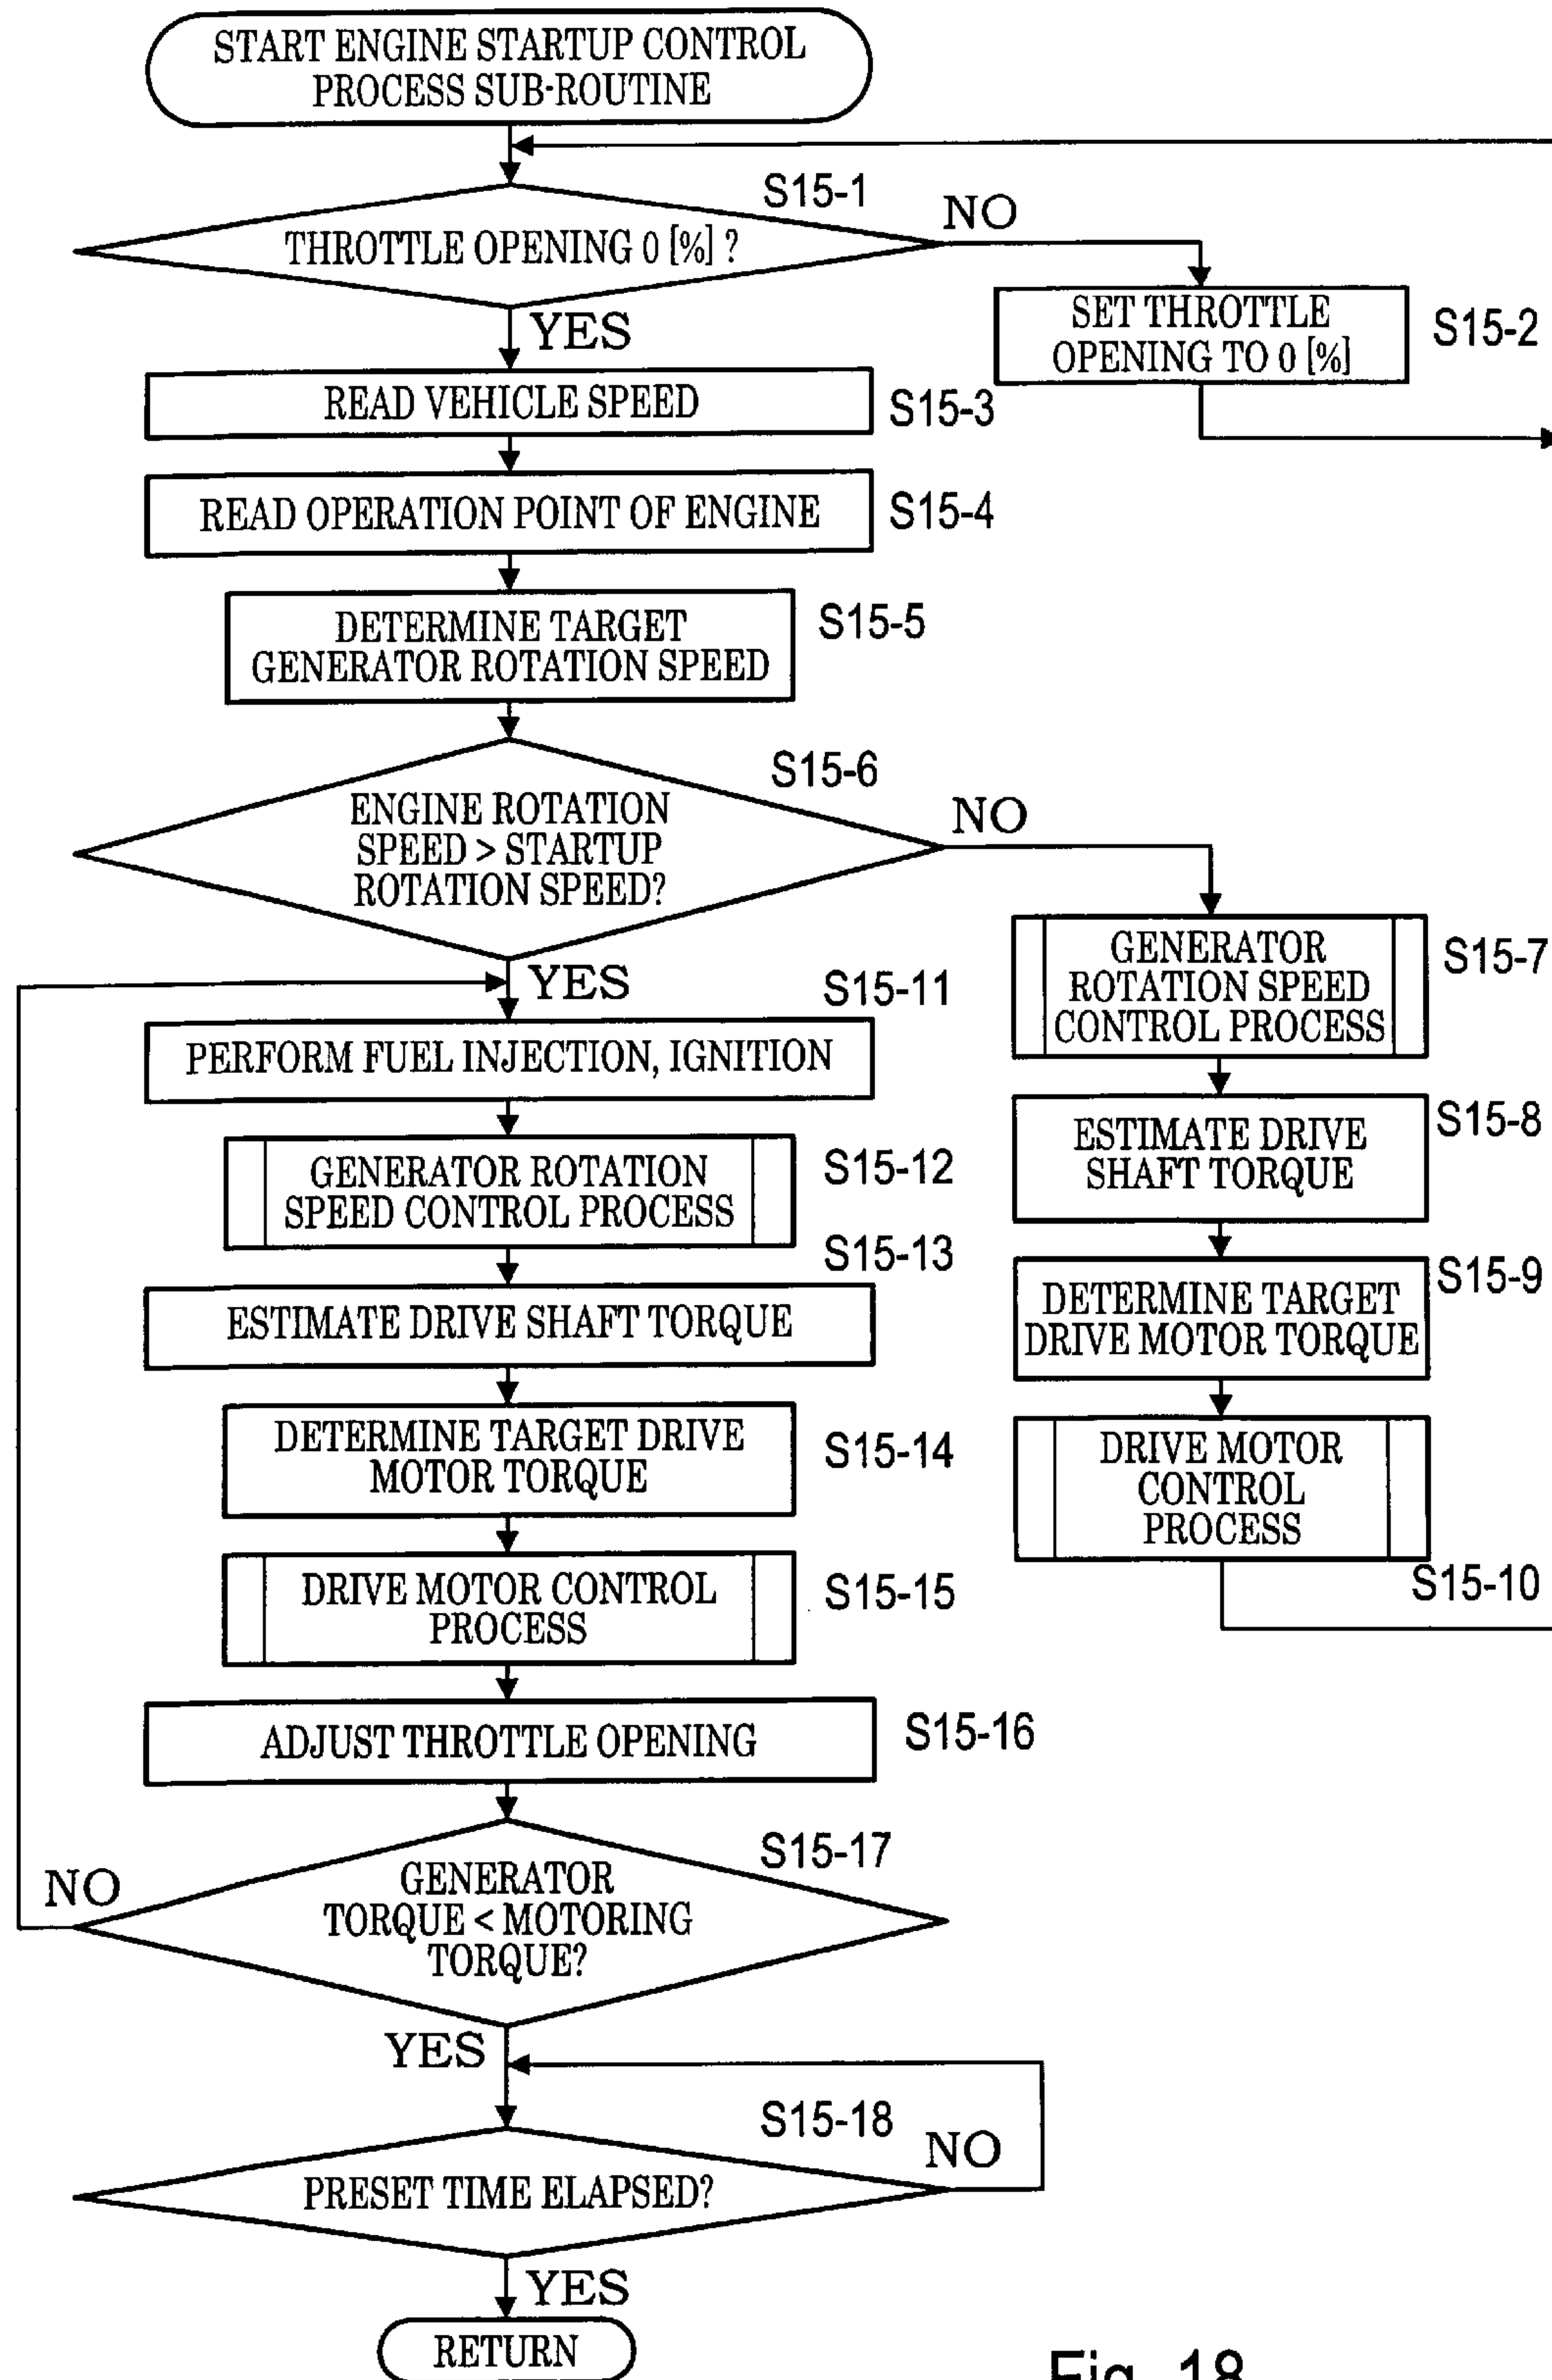 START ENGINE STARTUP CONTROL
PROCESS SUB-ROUTINE
S15-1
NO
THROTTLE OPENING 0 [%] ?
YES
SET THROTTLE
OPENING TO 0 [%]
S15-2
READ VEHICLE SPEED
S15-3
READ OPERATION POINT OF ENGINE
S15-4
DETERMINE TARGET
GENERATOR ROTATION SPEED
S15-5
S15-6
ENGINE ROTATION
SPEED > STARTUP
ROTATION SPEED?
NO
YES
GENERATOR
ROTATION SPEED
CONTROL PROCESS
S15-7
ESTIMATE DRIVE
SHAFT TORQUE
S15-8
DETERMINE TARGET
DRIVE MOTOR TORQUE
S15-9
DRIVE MOTOR
CONTROL
PROCESS
S15-10
S15-11
PERFORM FUEL INJECTION, IGNITION
GENERATOR ROTATION
SPEED CONTROL PROCESS
S15-12
S15-13
ESTIMATE DRIVE SHAFT TORQUE
DETERMINE TARGET DRIVE
MOTOR TORQUE
S15-14
DRIVE MOTOR CONTROL
PROCESS
S15-15
ADJUST THROTTLE OPENING
S15-16
S15-17
GENERATOR
TORQUE < MOTORING
TORQUE?
NO
YES
S15-18
NO
PRESET TIME ELAPSED?
YES
RETURN
Fig. 18